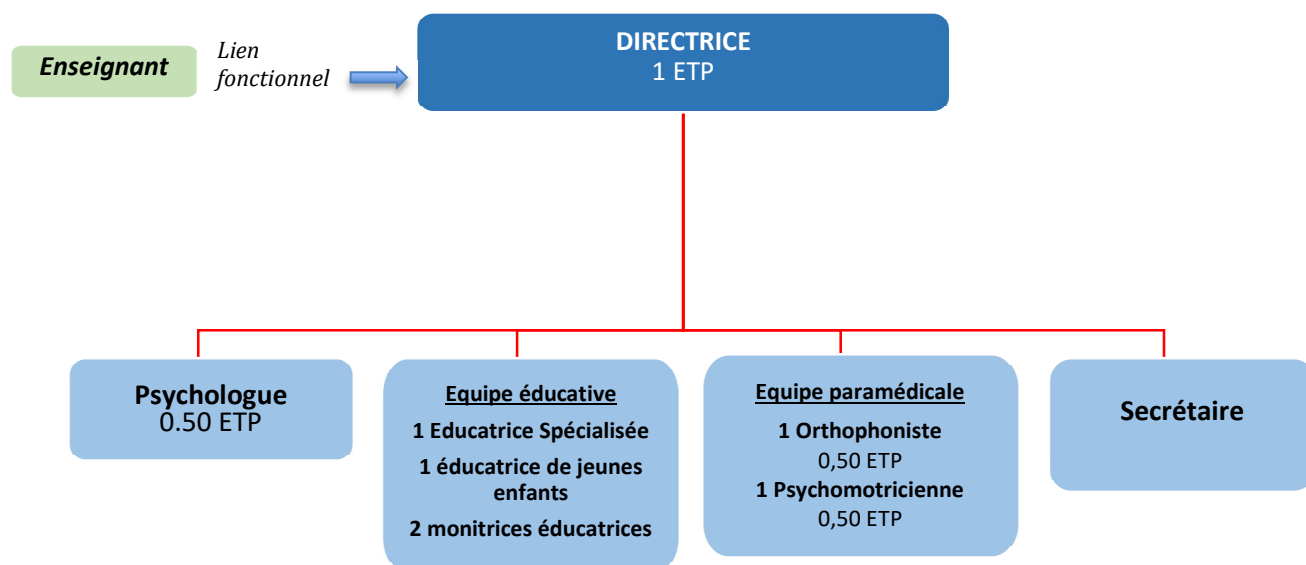 Enseignant
Lien
fonctionnel
DIRECTRICE
1 ETP
Psychologue
0.50 ETP
Equipe éducative
1 Educatrice Spécialisée
1 éducatrice de jeunes
enfants
2 monitrices éducatrices
Equipe paramédicale
1 Orthophoniste
0,50 ETP
1 Psychomotricienne
0,50 ETP
Secrétaire